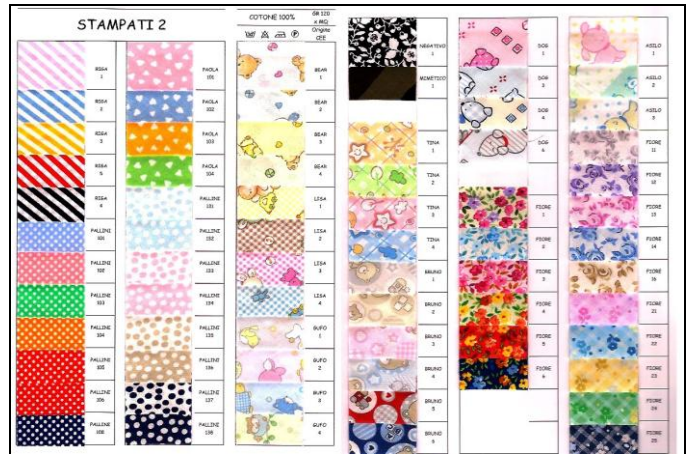 STAMPATI 2
RIGA
1
RIGA
2
RIGA
3
RIGA
5
RIGA
PALLINI
101
PALLINI
102
PALLINI
103
PALLINI
104
PALLINI
105
PALLINI
106
PALLINI
108
PAOLA
101
PAOLA
102
PAOLA
103
PAOLA
104
PALLINI
131
PALLINI
132
PALLINI
133
PALLINI
134
PALLINI
135
PALLINI
136
PALLINI
137
PALLINI
138
COTONE 100%
GR 120
x MQ
Origine
CEE
BEAR
1
BEAR
2
BEAR
3
BEAR
4
LISA
1
LISA
2
LISA
3
LISA
4
GUFO
1
GUFO
2
GUFO
3
GUFO
4
NEGATIVO
1
MIMETICO
1
TINA
1
TINA
2
TINA
3
TINA
4
BRUNO
1
BRUNO
2
BRUNO
3
BRUNO
4
BRUNO
5
BRUNO
6
DOG
1
DOG
3
DOG
4
DOG
6
FIORE
1
FIORE
2
FIORE
3
FIORE
4
FIORE
5
FIORE
6
ASILO
1
ASILO
2
ASILO
3
FIORE
11
FIORE
12
FIORE
13
FIORE
14
FIORE
16
FIORE
21
FIORE
22
FIORE
23
FIORE
24
FIORE
25